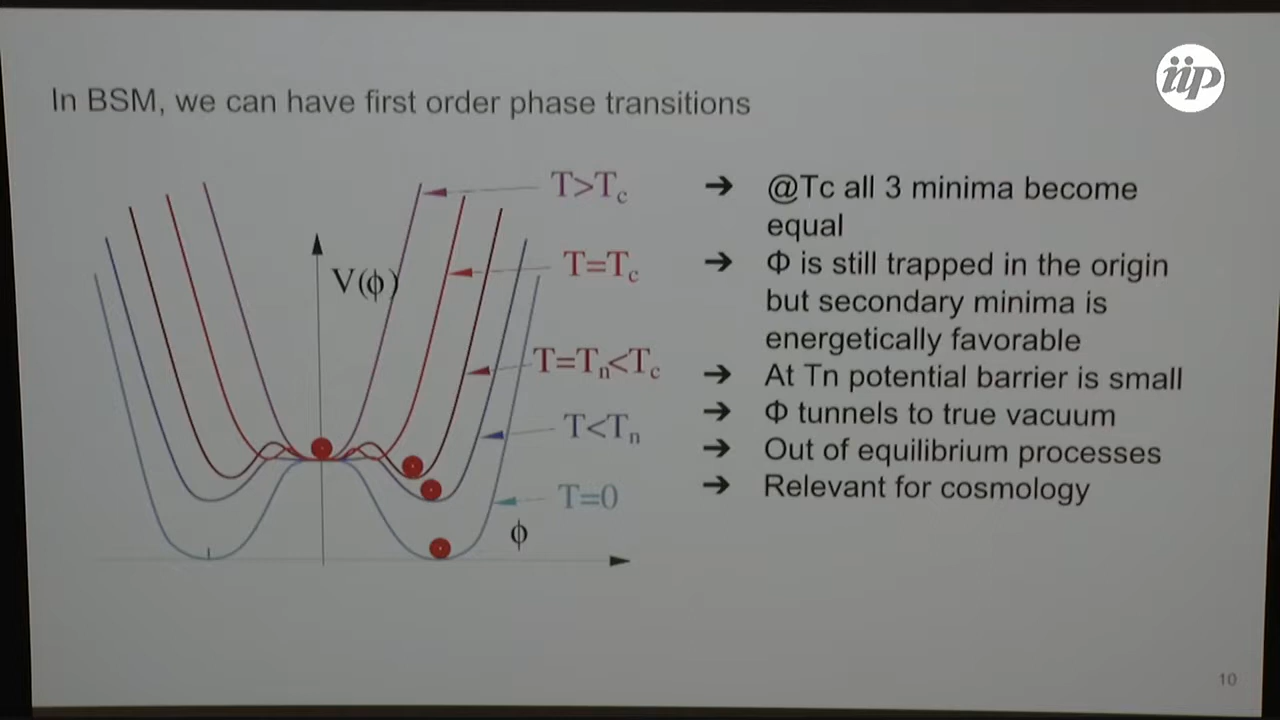 iip
In BSM, we can have first order phase transitions
T>Tc
T=Tc
V(ϕ)
T=Tn<Tc
T<Tn
T=0
ϕ
➔ @Tc all 3 minima become
equal
➔ Φ is still trapped in the origin
but secondary minima is
energetically favorable
➔ At Tn potential barrier is small
➔ Φ tunnels to true vacuum
➔ Out of equilibrium processes
➔ Relevant for cosmology
10